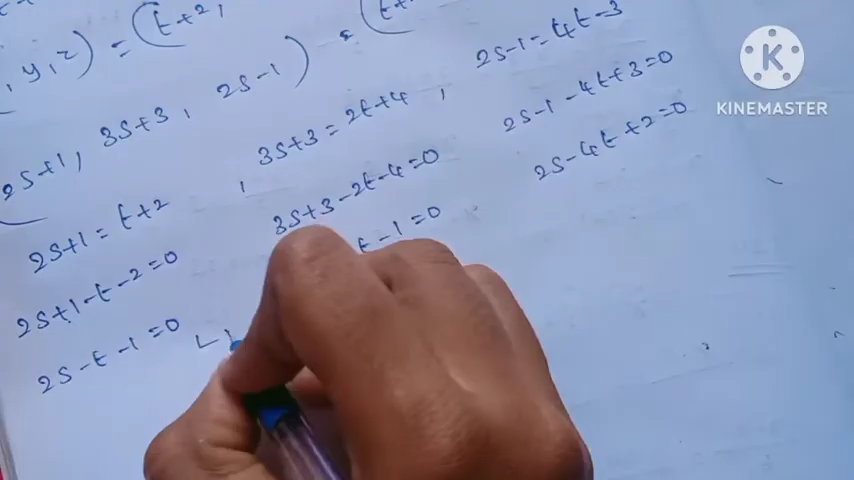 , y, z) = (t+2,
(2s+1, 3s+3, 2s-1) = (t+
2s+1 = t+2 , 3s+3 = 2t+4 , 2s-1 = 4t-3
2s+1-t-2=0 3s+3-2t-4=0 2s-1-4t+3=0
2s-t-1=0 t-1=0 2s-4t+2=0
KINEMASTER